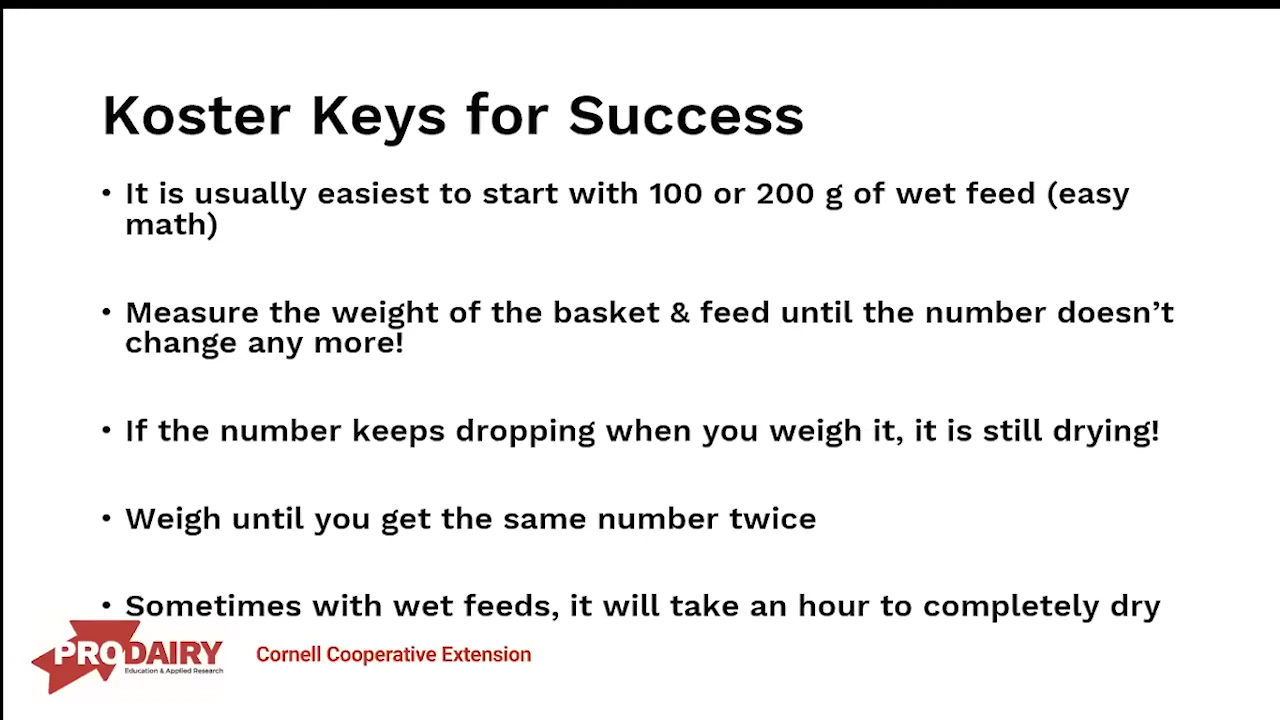 Koster Keys for Success
• It is usually easiest to start with 100 or 200 g of wet feed (easy
math)
• Measure the weight of the basket & feed until the number doesn’t
change any more!
• If the number keeps dropping when you weigh it, it is still drying!
• Weigh until you get the same number twice
• Sometimes with wet feeds, it will take an hour to completely dry
PRODAIRY
Education & Applied Research
Cornell Cooperative Extension